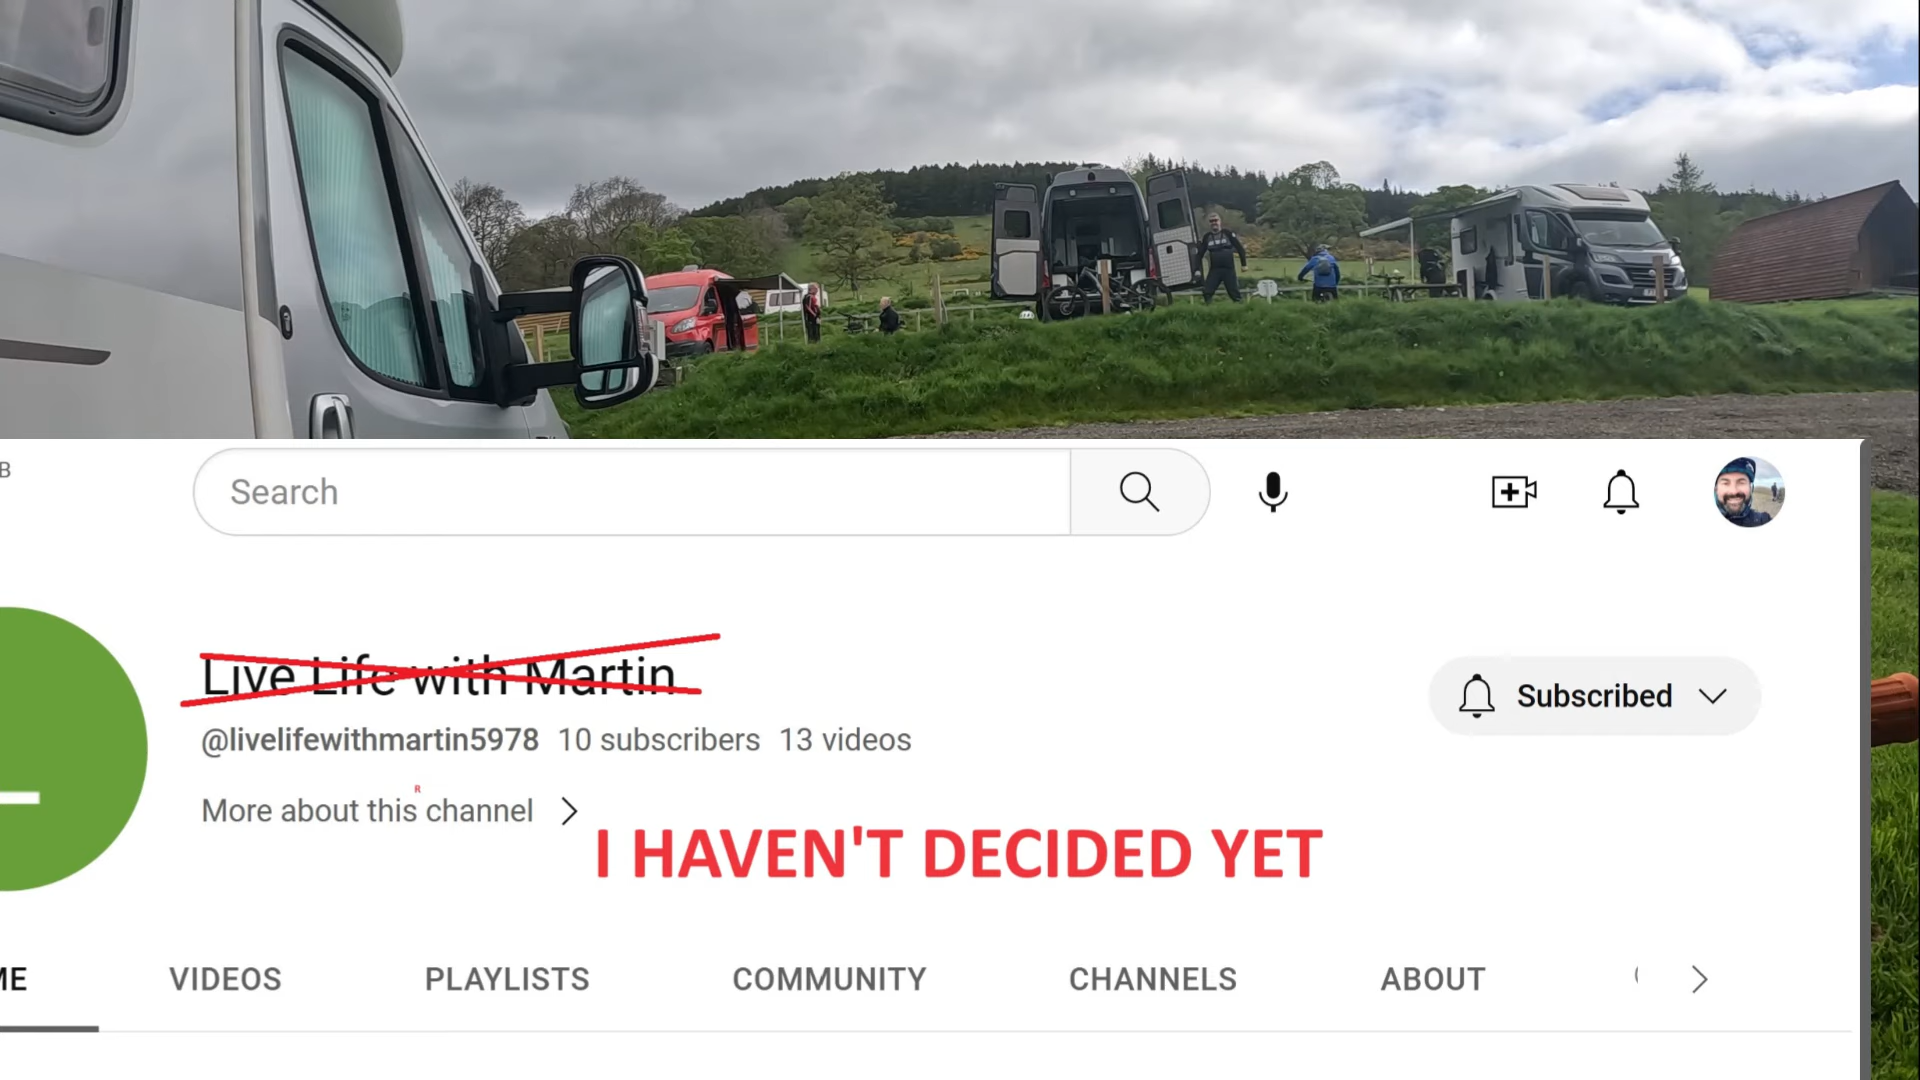 B
Search
Live Life with Martin
Subscribed
@livelifewithmartin5978 10 subscribers 13 videos
R
More about this channel
I HAVEN'T DECIDED YET
ME VIDEOS PLAYLISTS COMMUNITY CHANNELS ABOUT